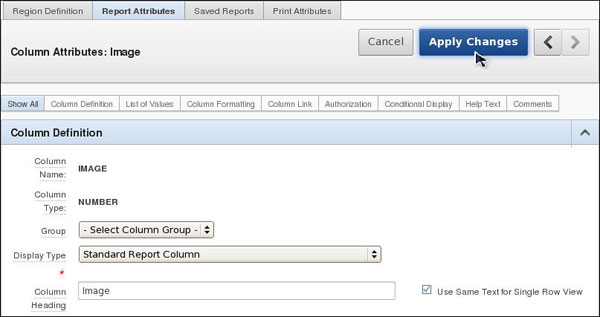 Region Definition Report Attributes Saved Reports Print Attributes
Column Attributes: Image Cancel Apply Changes
Show All Column Definition List of Values Column Formatting Column Link Authorization Conditional Display Help Text Comments
Column Definition
Column
Name: IMAGE
Column
Type: NUMBER
Group - Select Column Group -
Display Type Standard Report Column
*
Column
Heading Image Use Same Text for Single Row View